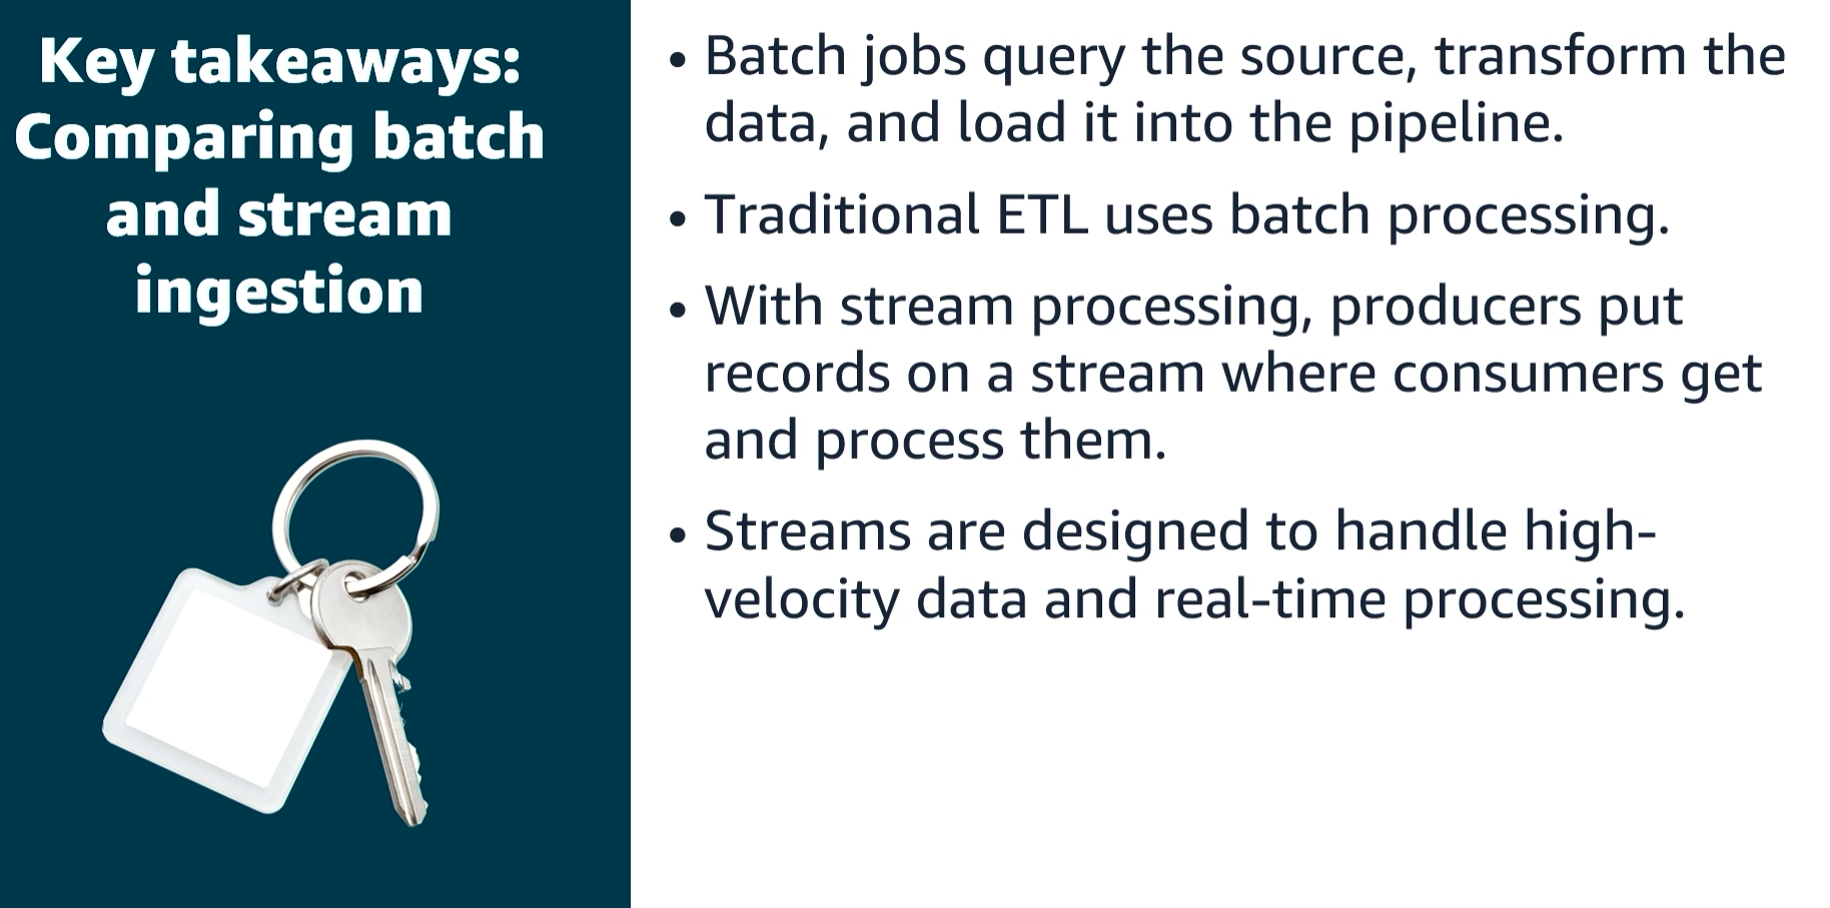 Key takeaways:
Comparing batch
and stream
ingestion
• Batch jobs query the source, transform the
data, and load it into the pipeline.
• Traditional ETL uses batch processing.
• With stream processing, producers put
records on a stream where consumers get
and process them.
• Streams are designed to handle high-
velocity data and real-time processing.